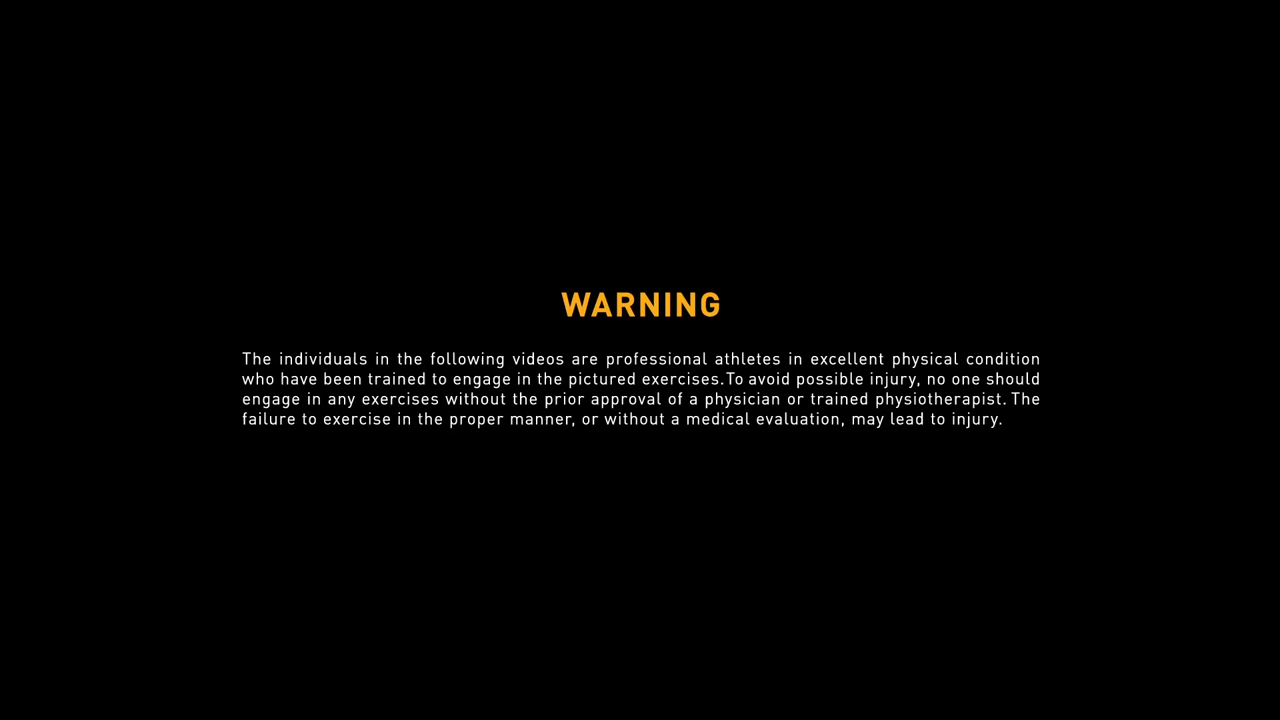 WARNING
The individuals in the following videos are professional athletes in excellent physical condition
who have been trained to engage in the pictured exercises.To avoid possible injury, no one should
engage in any exercises without the prior approval of a physician or trained physiotherapist. The
failure to exercise in the proper manner, or without a medical evaluation, may lead to injury.